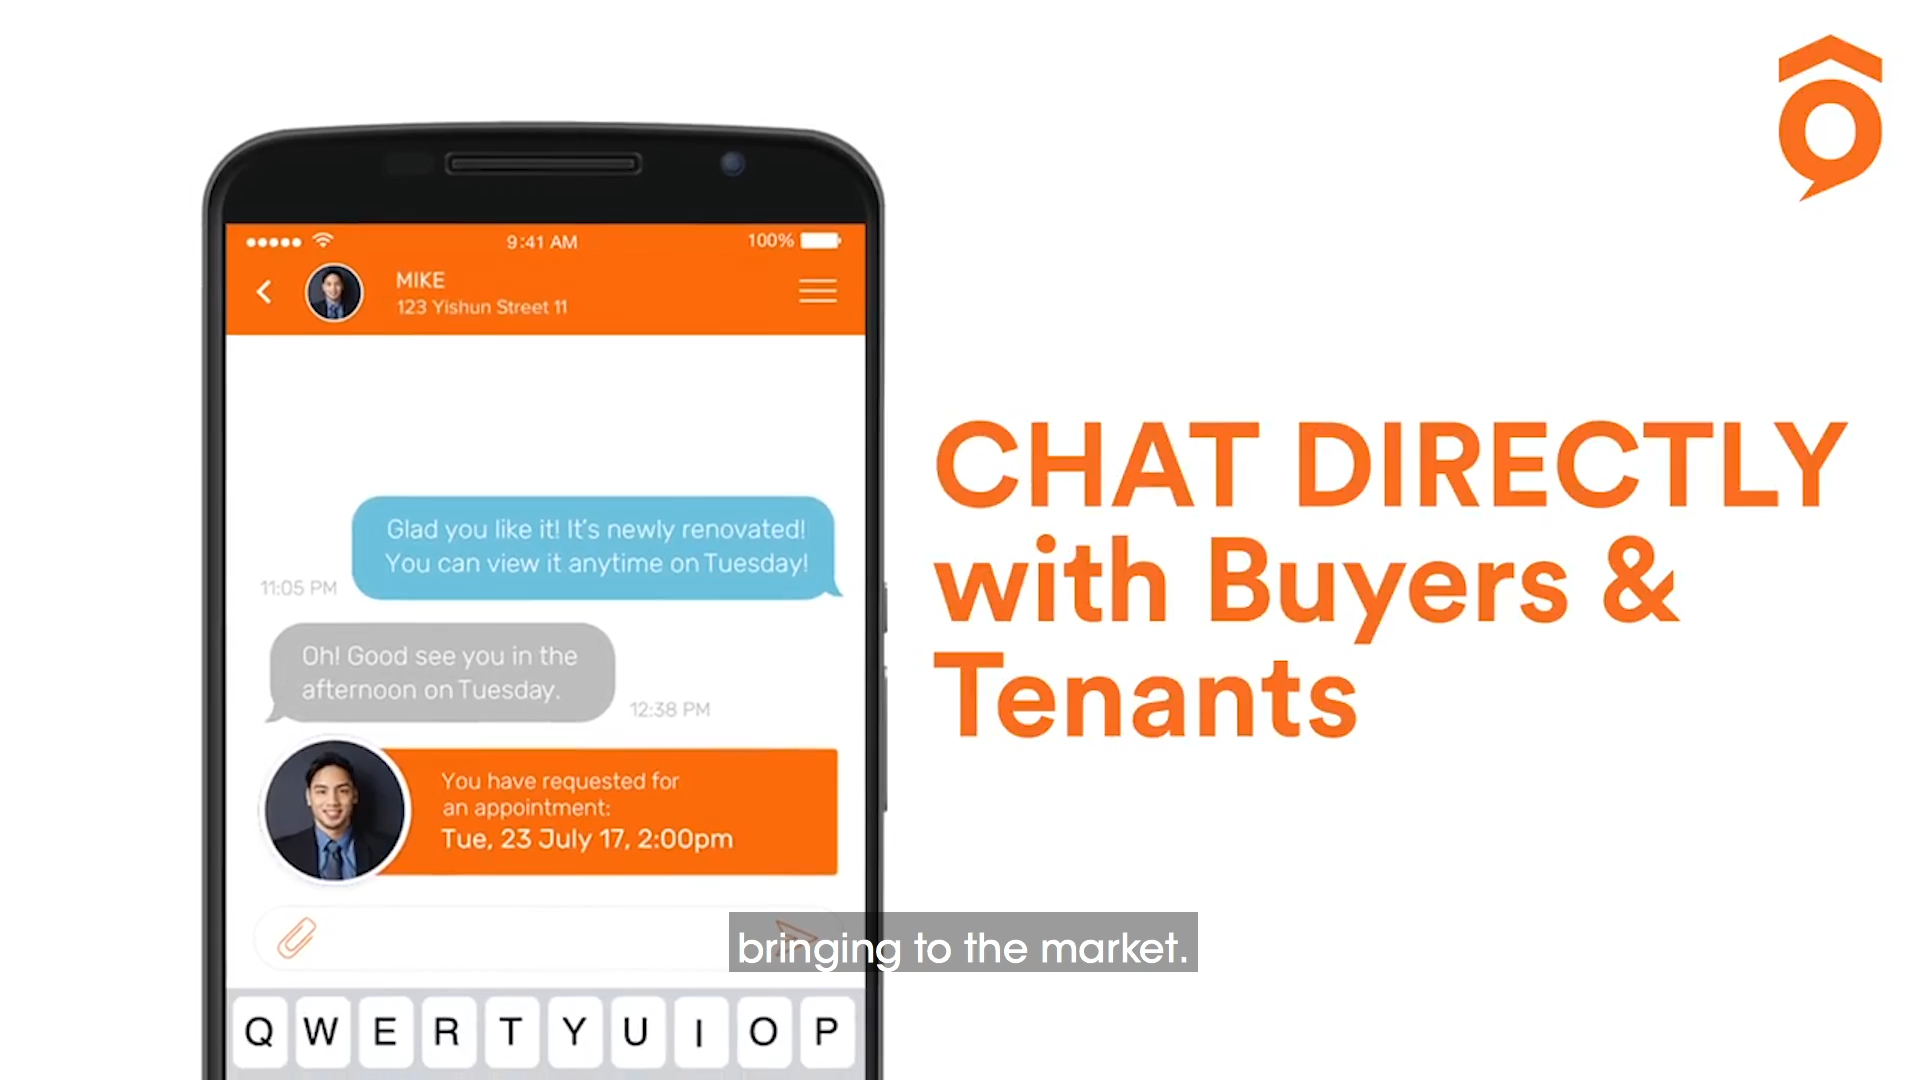 9:41 AM
100%
MIKE
123 Yishun Street 11
Glad you like it! It's newly renovated!
You can view it anytime on Tuesday!
11:05 PM
Oh! Good see you in the
afternoon on Tuesday.
12:38 PM
You have requested for
an appointment:
Tue, 23 July 17, 2:00pm
Q W E R T Y U I O P
CHAT DIRECTLY
with Buyers &
Tenants
bringing to the market.